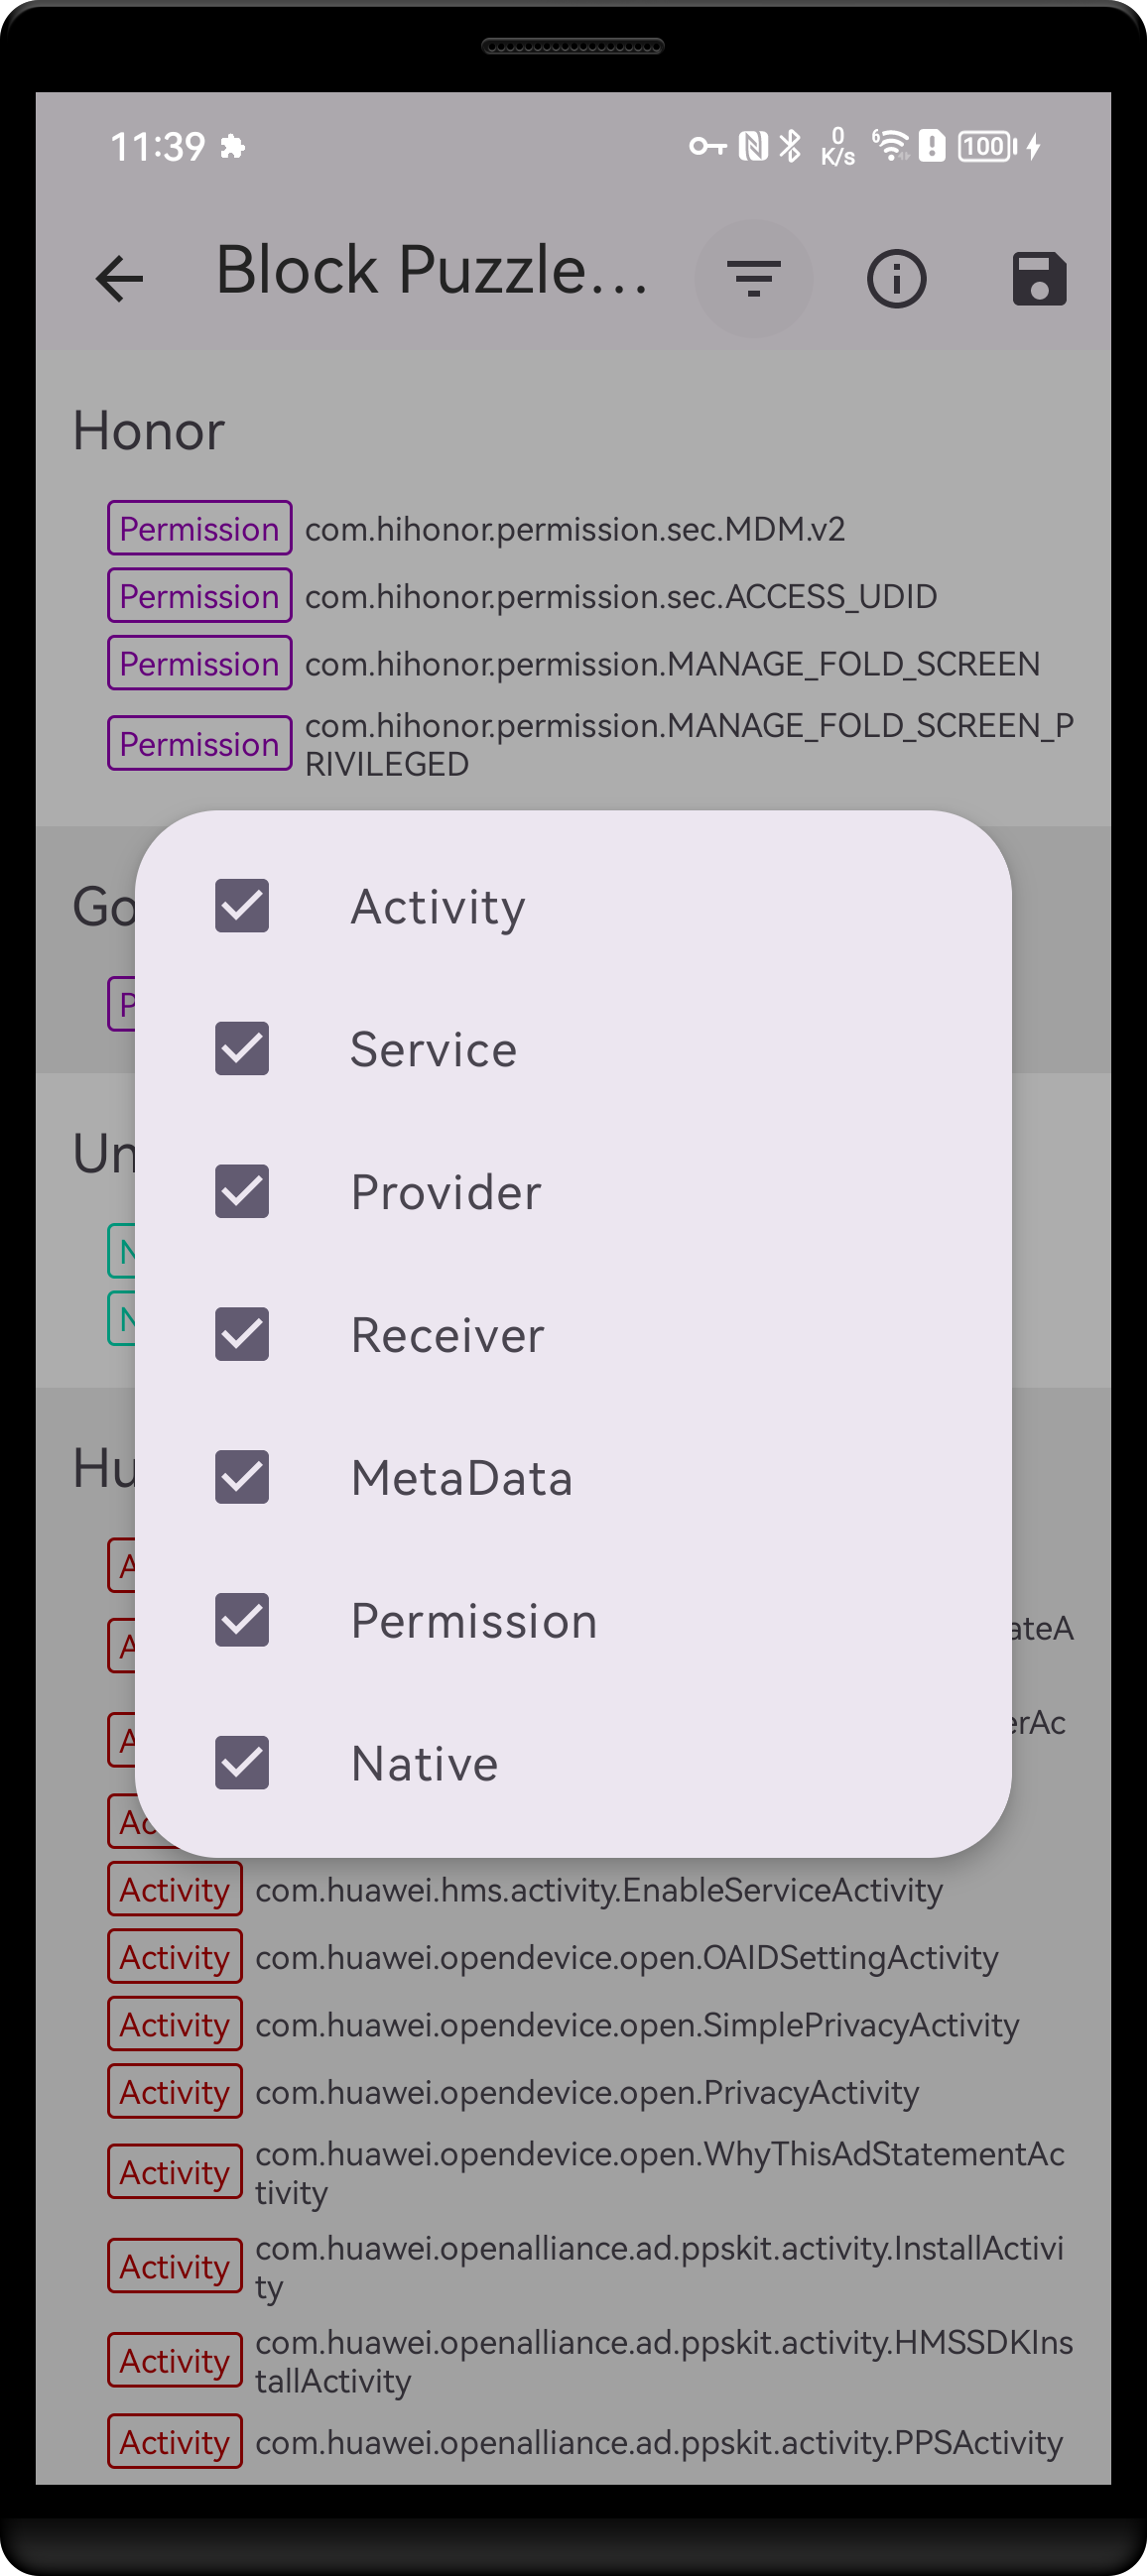 11:39
0
K/s
6
100
Block Puzzle...
Honor
Permission com.hihonor.permission.sec.MDM.v2
Permission com.hihonor.permission.sec.ACCESS_UDID
Permission com.hihonor.permission.MANAGE_FOLD_SCREEN
Permission com.hihonor.permission.MANAGE_FOLD_SCREEN_P
RIVILEGED
Activity
Service
Provider
Receiver
MetaData
Permission
Native
Activity com.huawei.hms.activity.EnableServiceActivity
Activity com.huawei.opendevice.open.OAIDSettingActivity
Activity com.huawei.opendevice.open.SimplePrivacyActivity
Activity com.huawei.opendevice.open.PrivacyActivity
Activity com.huawei.opendevice.open.WhyThisAdStatementAc
tivity
Activity com.huawei.openalliance.ad.ppskit.activity.InstallActivi
ty
Activity com.huawei.openalliance.ad.ppskit.activity.HMSSDKIns
tallActivity
Activity com.huawei.openalliance.ad.ppskit.activity.PPSActivity